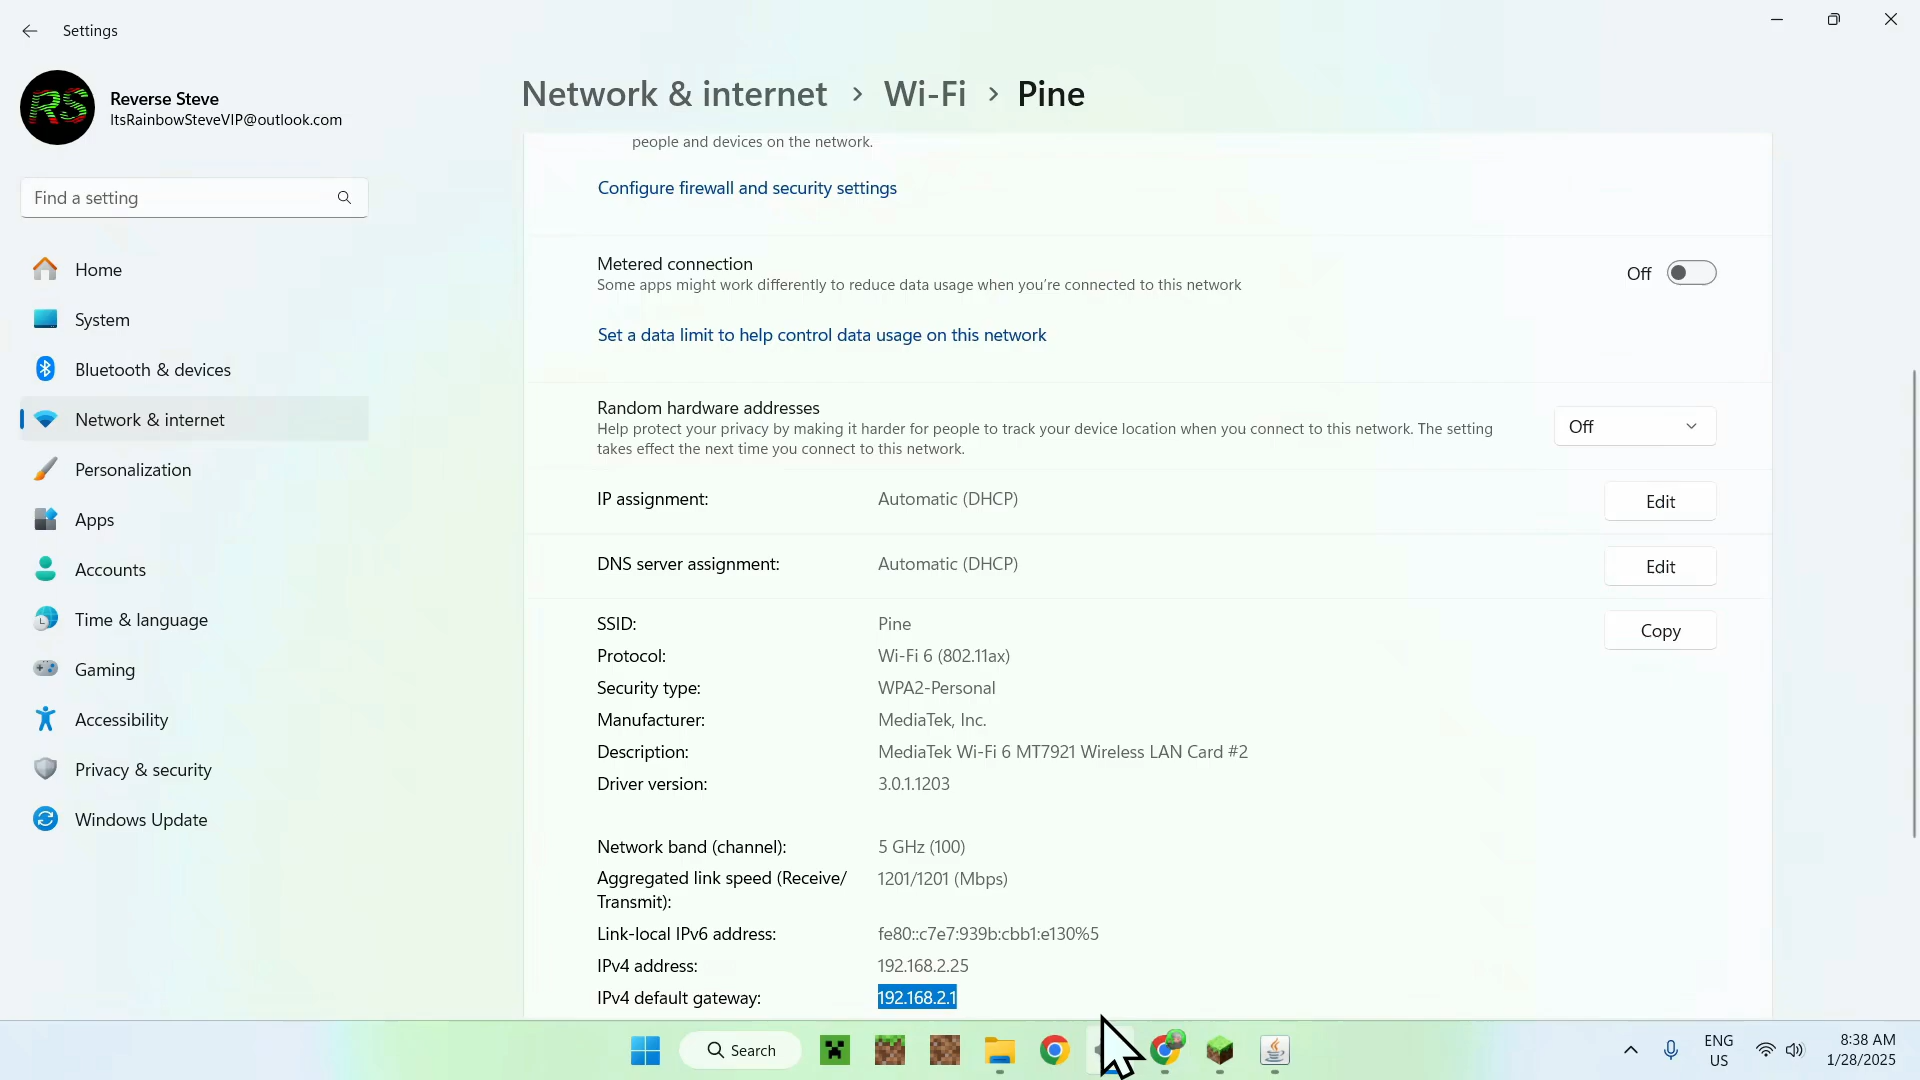 Settings
RS
Reverse Steve
ItsRainbowSteveVIP@outlook.com
Find a setting
Home
System
Bluetooth & devices
Network & internet
Personalization
Apps
Accounts
Time & language
Gaming
Accessibility
Privacy & security
Windows Update
Network & internet > Wi-Fi > Pine
people and devices on the network.
Configure firewall and security settings
Metered connection
Off
Some apps might work differently to reduce data usage when you're connected to this network
Set a data limit to help control data usage on this network
Random hardware addresses
Help protect your privacy by making it harder for people to track your device location when you connect to this network. The setting
takes effect the next time you connect to this network.
Off
IP assignment: Automatic (DHCP) Edit
DNS server assignment: Automatic (DHCP) Edit
SSID: Pine Copy
Protocol: Wi-Fi 6 (802.11ax)
Security type: WPA2-Personal
Manufacturer: MediaTek, Inc.
Description: MediaTek Wi-Fi 6 MT7921 Wireless LAN Card #2
Driver version: 3.0.1.1203
Network band (channel): 5 GHz (100)
Aggregated link speed (Receive/ 1201/1201 (Mbps)
Transmit):
Link-local IPv6 address: fe80::c7e7:939b:cbb1:e130%5
IPv4 address: 192.168.2.25
IPv4 default gateway: 192.168.2.1
Search
ENG
US
8:38 AM
1/28/2025